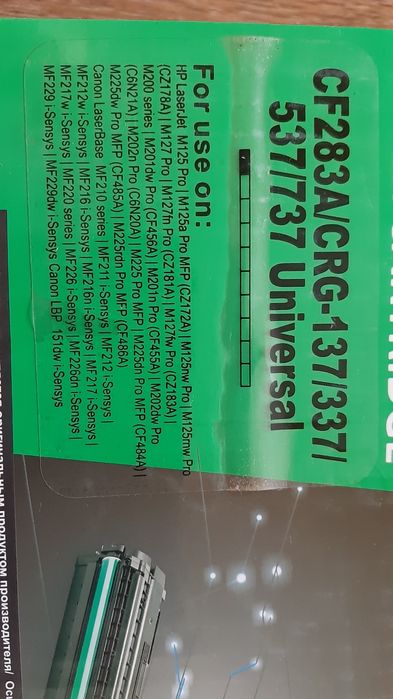 CF283A/CRG-137/337/
537/737 Universal
For use on:
HP LaserJet M125 Pro | M125a Pro MFP (CZ172A) | M125nw Pro | M125rnw Pro
(CZ178A) | M127 Pro | M127fn Pro (CZ181A) | M127fw Pro (CZ183A) |
M200 series | M201dw Pro (CF456A) | M201n Pro (CF455A) | M202dw Pro
(C6N21A) | M202n Pro (C6N20A) | M225 Pro MFP | M225dn Pro MFP (CF484A) |
M225dw Pro MFP (CF485A) | M225rdn Pro MFP (CF486A)
Canon LaserBase MF210 series | MF211 i-Sensys | MF212 i-Sensys |
MF212w i-Sensys | MF216 i-Sensys | MF216n i-Sensys | MF217 i-Sensys |
MF217w i-Sensys | MF220 series | MF226 i-Sensys | MF226dn i-Sensys |
MF229 i-Sensys | MF229dw i-Sensys Canon LBP 151dw i-Sensys
оригинальным продуктом производителя/